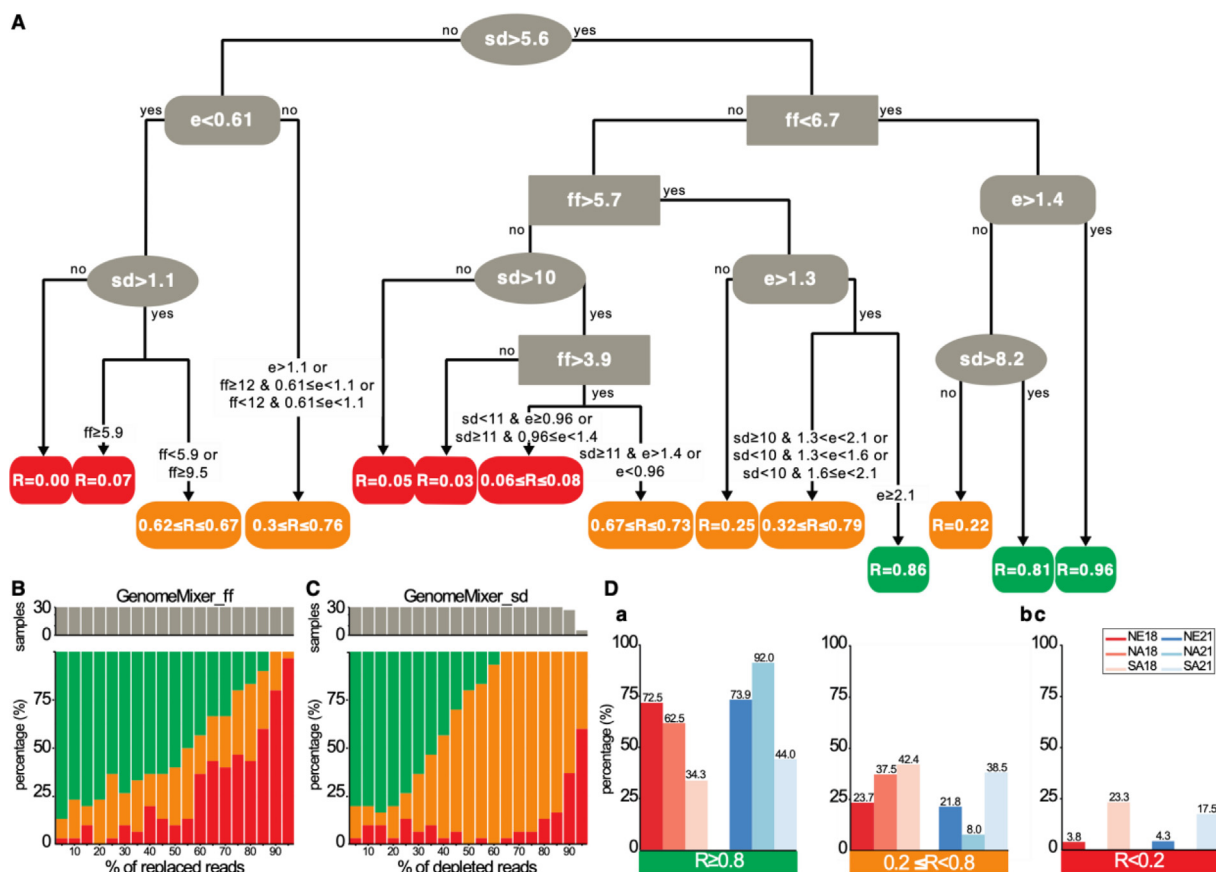 A
no
sd>5.6
yes
yes
e<0.61
no
no
ff<6.7
yes
ff>5.7
yes
e>1.4
no
no
yes
no
sd>1.1
yes
no
sd>10
yes
no
e>1.3
yes
no
ff>3.9
yes
sd>8.2
no
yes
e>1.1 or
ff≥12 & 0.61≤e<1.1 or
ff<12 & 0.61≤e<1.1
ff≥5.9
ff<5.9 or
ff≥9.5
sd<11 & e≥0.96 or
sd≥11 & 0.96≤e<1.4
sd≥11 & e>1.4 or
e<0.96
sd≥10 & 1.3<e<2.1 or
sd<10 & 1.3<e<1.6 or
sd<10 & 1.6≤e<2.1
e≥2.1
R=0.00
R=0.07
R=0.05
R=0.03
0.06≤R≤0.08
0.62≤R≤0.67
0.3≤R≤0.76
0.67≤R≤0.73
R=0.25
0.32≤R≤0.79
R=0.22
R=0.86
R=0.81
R=0.96
B
GenomeMixer_ff
samples
30
0
percentage (%)
75
50
25
0
10 20 30 40 50 60 70 80 90
% of replaced reads
C
GenomeMixer_sd
samples
30
0
percentage (%)
75
50
25
0
10 20 30 40 50 60 70 80 90
% of depleted reads
D
a
percentage (%)
100
75
50
25
0
72.5
62.5
34.3
73.9
92.0
44.0
R≥0.8
100
75
50
25
0
23.7
37.5
42.4
21.8
8.0
38.5
0.2 ≤R<0.8
bc
NE18 NE21
NA18 NA21
SA18 SA21
100
75
50
25
0
3.8
23.3
4.3
17.5
R<0.2